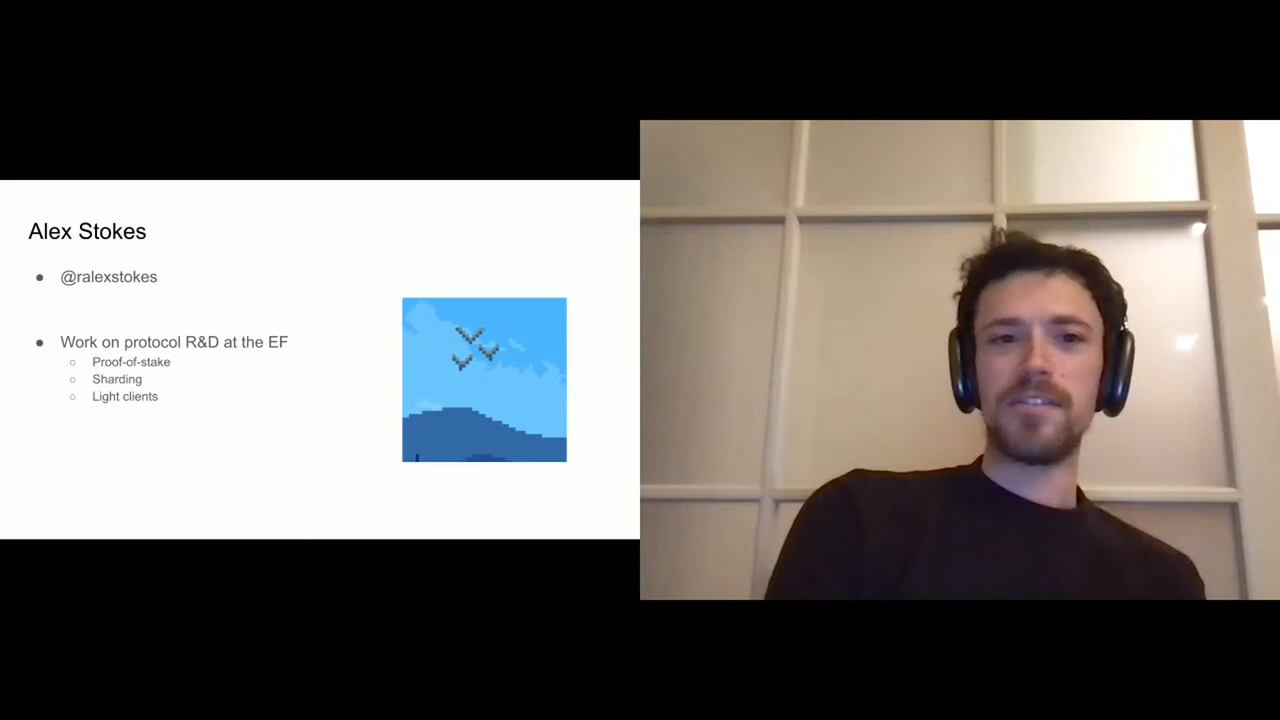 Alex Stokes
@ralexstokes
Work on protocol R&D at the EF
Proof-of-stake
Sharding
Light clients